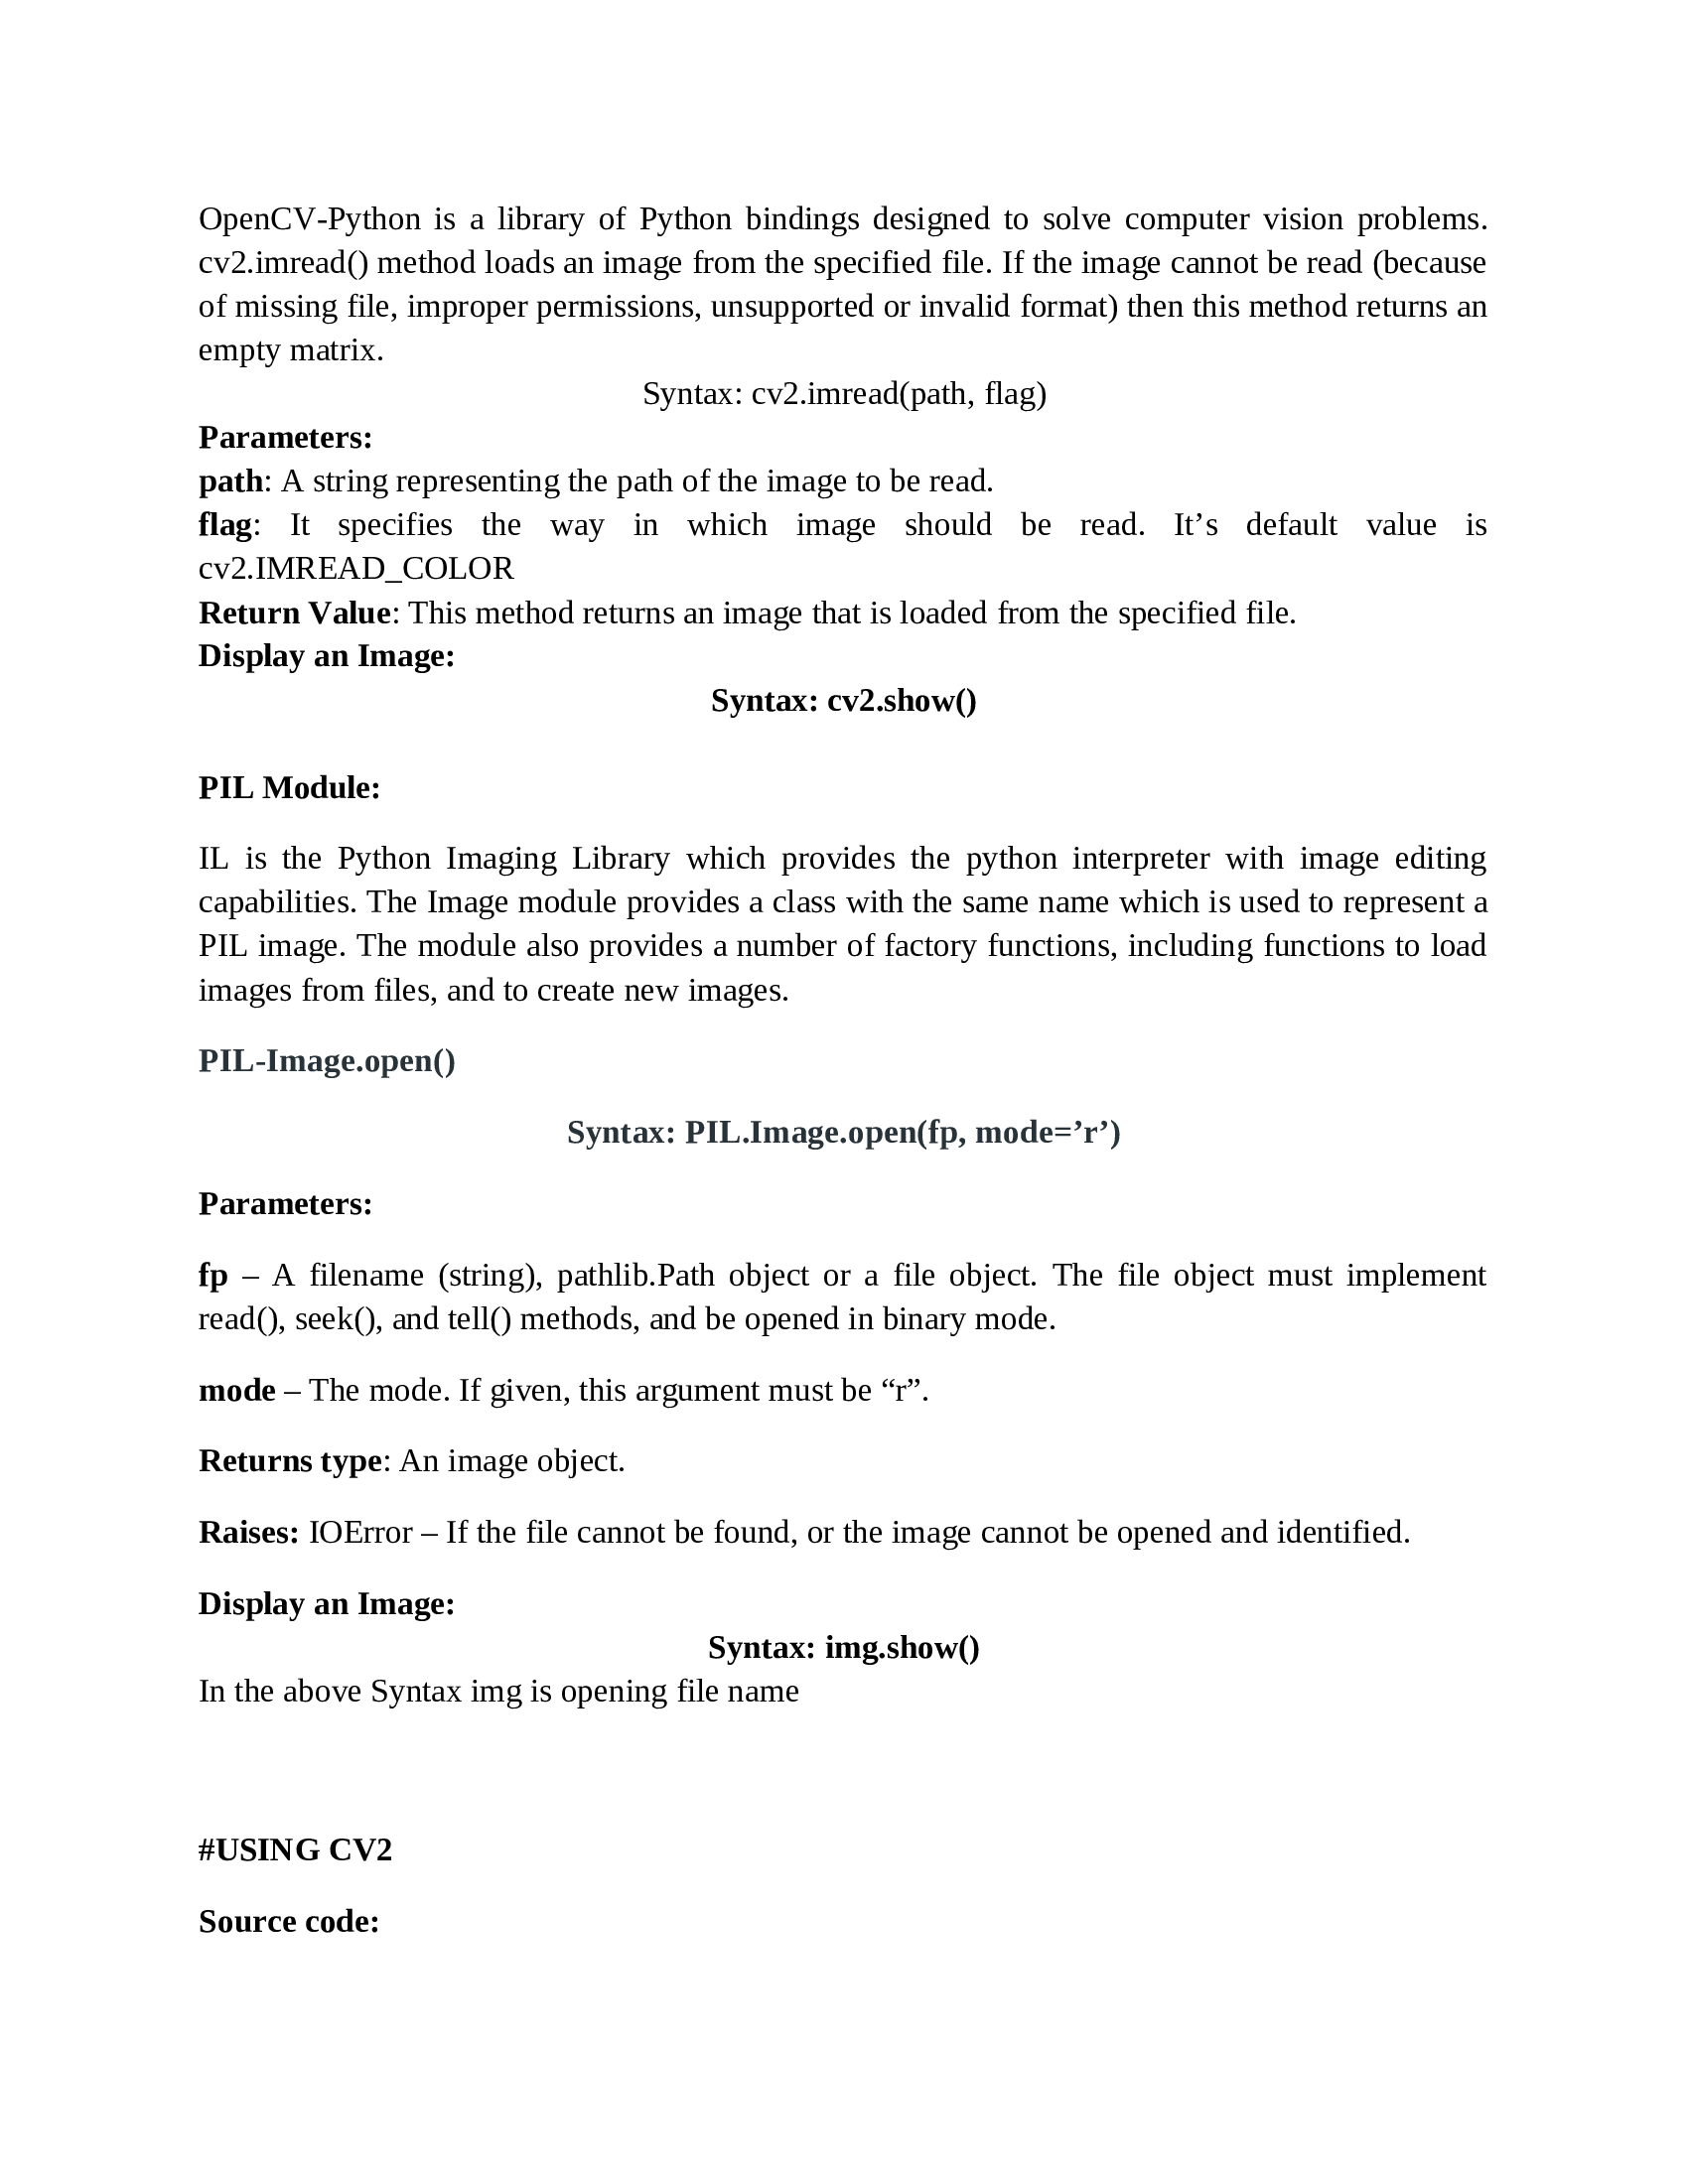 OpenCV-Python is a library of Python bindings designed to solve computer vision problems.
cv2.imread() method loads an image from the specified file. If the image cannot be read (because
of missing file, improper permissions, unsupported or invalid format) then this method returns an
empty matrix.
Syntax: cv2.imread(path, flag)
Parameters:
path: A string representing the path of the image to be read.
flag: It specifies the way in which image should be read. It’s default value is
cv2.IMREAD_COLOR
Return Value: This method returns an image that is loaded from the specified file.
Display an Image:
Syntax: cv2.show()
PIL Module:
IL is the Python Imaging Library which provides the python interpreter with image editing
capabilities. The Image module provides a class with the same name which is used to represent a
PIL image. The module also provides a number of factory functions, including functions to load
images from files, and to create new images.
PIL-Image.open()
Syntax: PIL.Image.open(fp, mode=’r’)
Parameters:
fp – A filename (string), pathlib.Path object or a file object. The file object must implement
read(), seek(), and tell() methods, and be opened in binary mode.
mode – The mode. If given, this argument must be “r”.
Returns type: An image object.
Raises: IOError – If the file cannot be found, or the image cannot be opened and identified.
Display an Image:
Syntax: img.show()
In the above Syntax img is opening file name
#USING CV2
Source code: